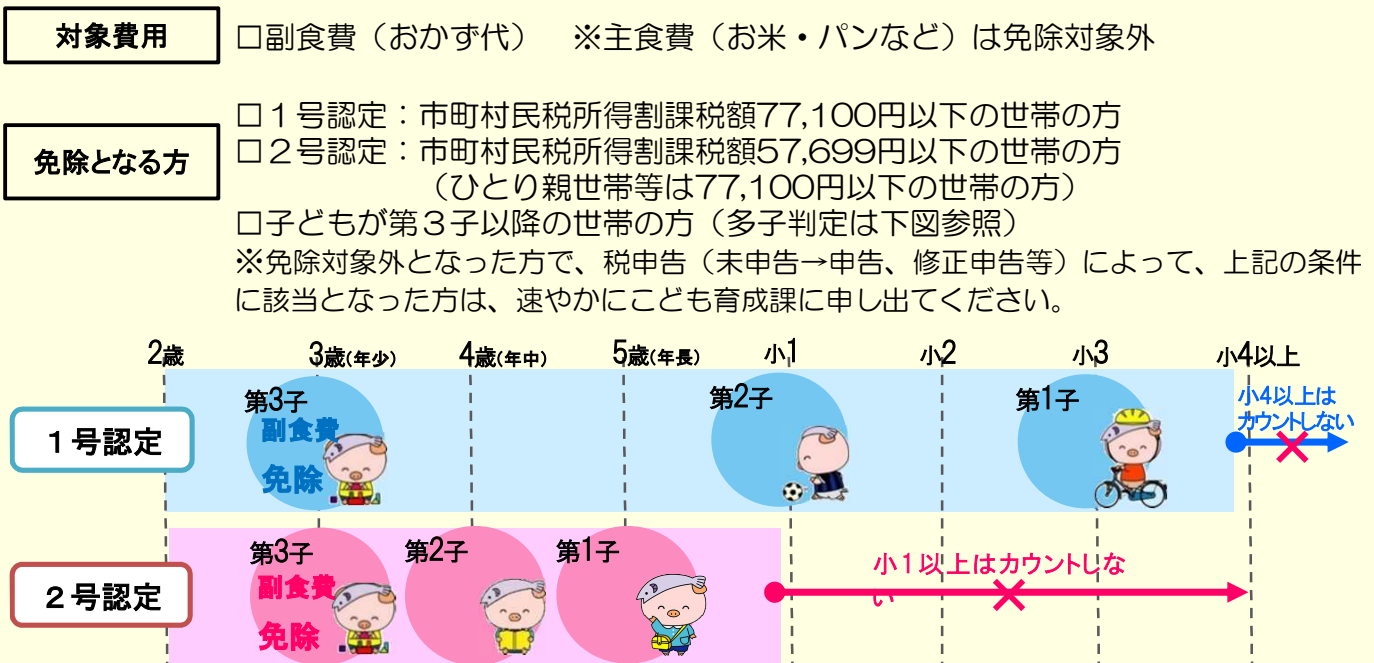 対象費用
□副食費（おかず代）　※主食費（お米・パンなど）は免除対象外
免除となる方
□１号認定：市町村民税所得割課税額77,100円以下の世帯の方
□２号認定：市町村民税所得割課税額57,699円以下の世帯の方
（ひとり親世帯等は77,100円以下の世帯の方）
□子どもが第３子以降の世帯の方（多子判定は下図参照）
※免除対象外となった方で、税申告（未申告→申告、修正申告等）によって、上記の条件
に該当となった方は、速やかにこども育成課に申し出てください。
2歳　3歳(年少)　4歳(年中)　5歳(年長)　小1　小2　小3　小4以上
１号認定
第3子
副食費
免除
第2子
第1子
小4以上は
カウントしない
２号認定
第3子
副食費
免除
第2子
第1子
小１以上はカウントしな
い